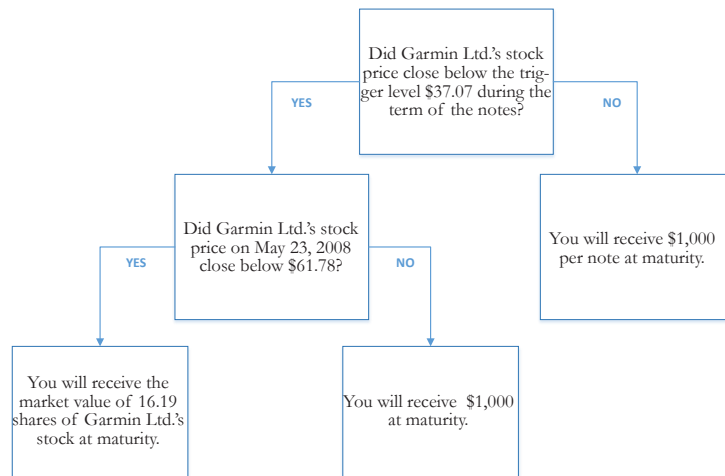 Did Garmin Ltd.'s stock
price close below the trig-
ger level $37.07 during the
term of the notes?
YES
NO
Did Garmin Ltd.'s stock
price on May 23, 2008
close below $61.78?
You will receive $1,000
per note at maturity.
YES
NO
You will receive the
market value of 16.19
shares of Garmin Ltd.'s
stock at maturity.
You will receive $1,000
at maturity.